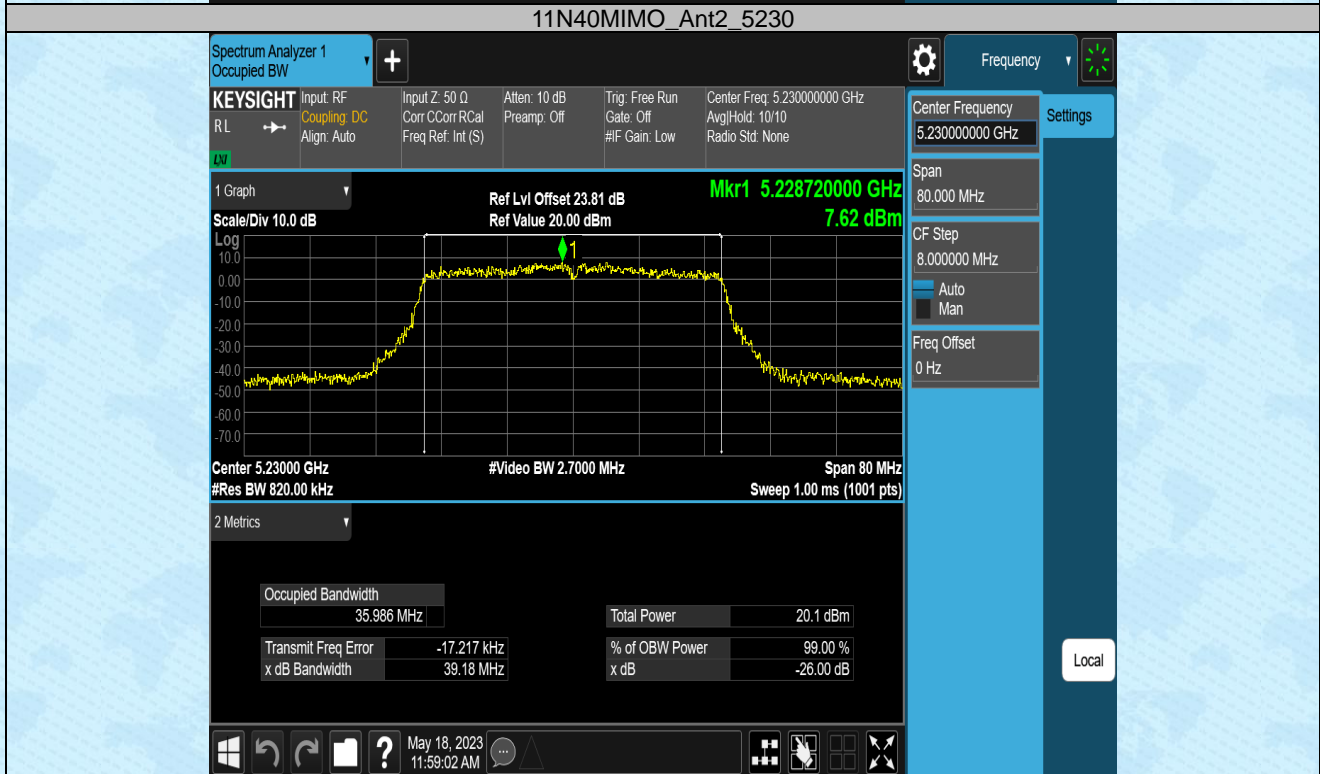 11N40MIMO_Ant2_5230
Spectrum Analyzer 1
Occupied BW
+
Frequency
KEYSIGHT
R L
LXI
Input: RF
Coupling: DC
Align: Auto
Input Z: 50 Ω
Corr CCorr RCal
Freq Ref: Int (S)
Atten: 10 dB
Preamp: Off
Trig: Free Run
Gate: Off
#IF Gain: Low
Center Freq: 5.230000000 GHz
Avg|Hold: 10/10
Radio Std: None
Center Frequency
5.230000000 GHz
Settings
Span
80.000 MHz
CF Step
8.000000 MHz
Auto
Man
Freq Offset
0 Hz
Local
1 Graph
Scale/Div 10.0 dB
Ref Lvl Offset 23.81 dB
Ref Value 20.00 dBm
Mkr1 5.228720000 GHz
7.62 dBm
Log
10.0
0.00
-10.0
-20.0
-30.0
-40.0
-50.0
-60.0
-70.0
1
Center 5.23000 GHz
#Video BW 2.7000 MHz
Span 80 MHz
#Res BW 820.00 kHz
Sweep 1.00 ms (1001 pts)
2 Metrics
Occupied Bandwidth
35.986 MHz
Total Power 20.1 dBm
Transmit Freq Error -17.217 kHz
% of OBW Power 99.00 %
x dB Bandwidth 39.18 MHz
x dB -26.00 dB
?
May 18, 2023
11:59:02 AM